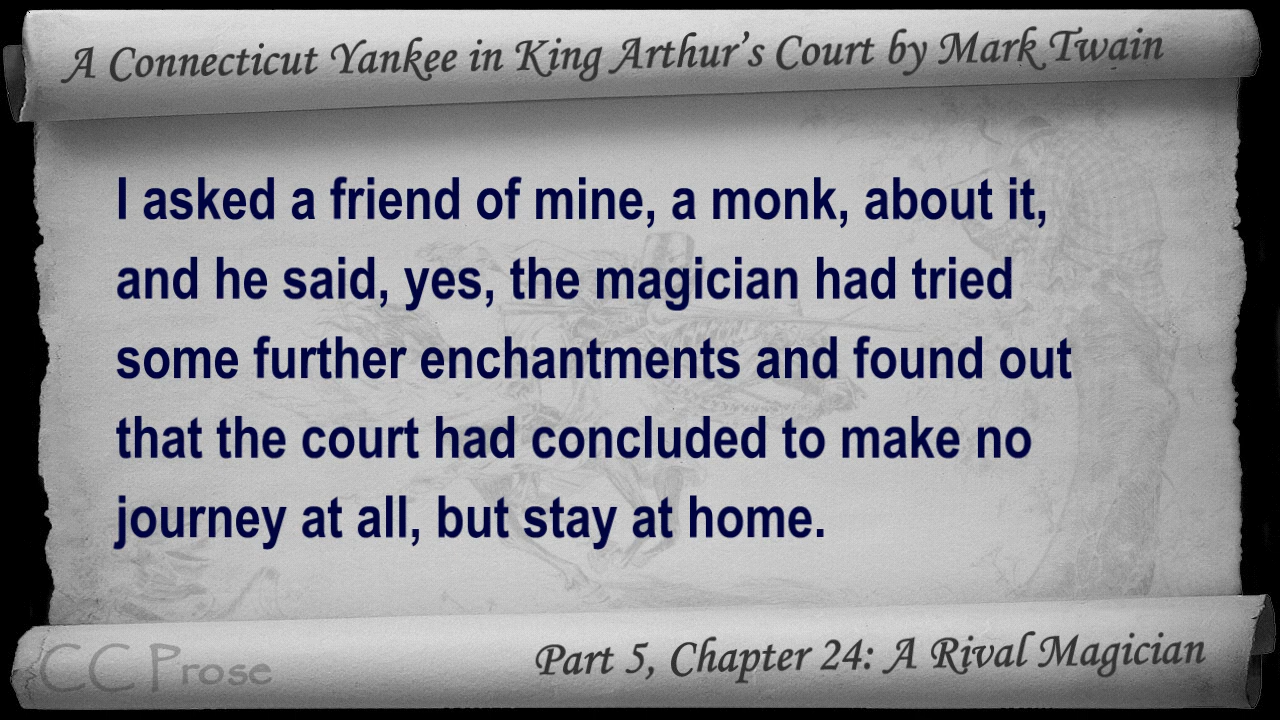 A Connecticut Yankee in King Arthur's Court by Mark Twain
I asked a friend of mine, a monk, about it,
and he said, yes, the magician had tried
some further enchantments and found out
that the court had concluded to make no
journey at all, but stay at home.
CC Prose
Part 5, Chapter 24: A Rival Magician